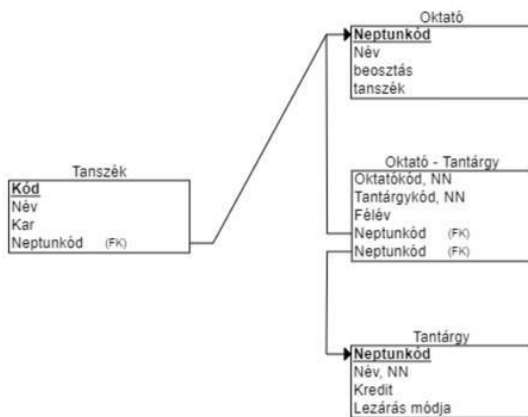 Oktató
Neptunkód
Név
beosztás
tanszék
Tanszék
Kód
Név
Kar
Neptunkód (FK)
Oktató - Tantárgy
Oktatókód, NN
Tantárgykód, NN
Félév
Neptunkód (FK)
Neptunkód (FK)
Tantárgy
Neptunkód
Név, NN
Kredit
Lezárás módja